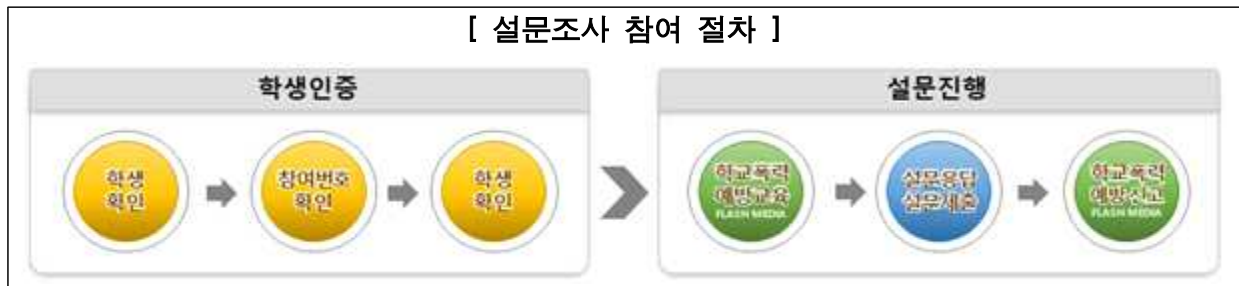 [ 설문조사 참여 절차 ]
학생인증
학생
확인
참여번호
확인
학생
확인
설문진행
학교폭력
예방교육
FLASH MEDIA
설문응답
설문제출
학교폭력
예방신고
FLASH MEDIA